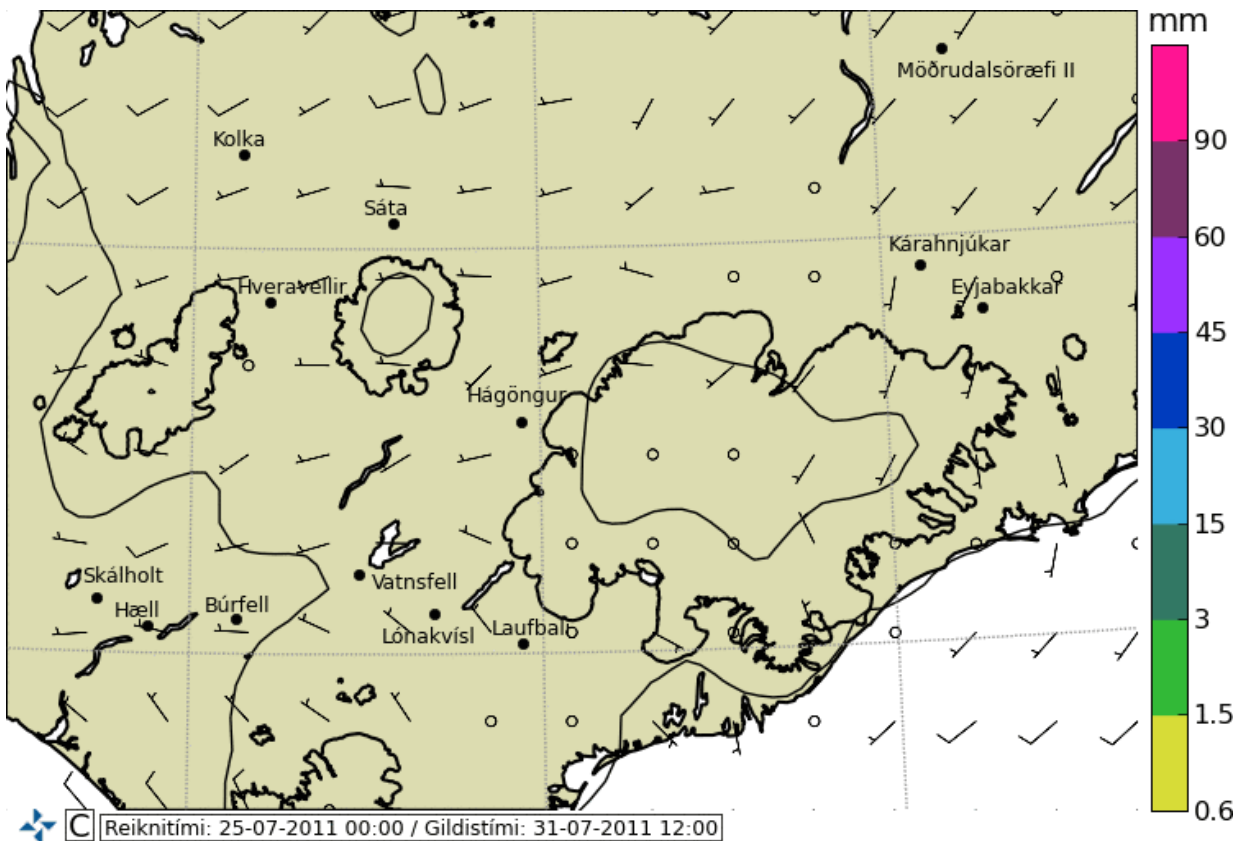 mm
Möðrudalsöræfi II
Kolka
90
Sáta
60
Kárahnjúkar
Hveravellir
Eyjabakkar
45
Hágöngur
30
15
Skálholt
Vatnsfell
Hæll
Búrfell
3
Lónakvísl
Laufbali
1.5
0.6
C Reiknitími: 25-07-2011 00:00 / Gildistími: 31-07-2011 12:00